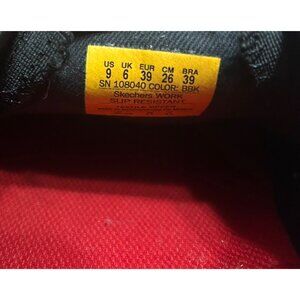 US UK EUR CM BRA
9 6 39 26 39
SN 108040 COLOR: BBK
Skechers WORK
SLIP RESISTANT